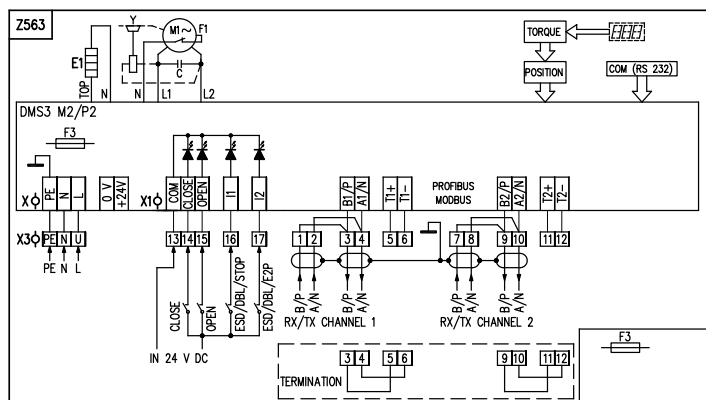 Z563
Y
M1~
F1
TORQUE
E1
C
POSITION
COM (RS 232)
TOP
N
N
L1
L2
DMS3 M2/P2
F3
X
PE
N
L
0 V
+24V
X1
COM
CLOSE
OPEN
I1
I2
B1/P
A1/N
T1+
T1-
PROFIBUS
MODBUS
B2/P
A2/N
T2+
T2-
X3
PE
N
U
13
14
15
16
17
1
2
3
4
5
6
7
8
9
10
11
12
PE N L
CLOSE
OPEN
ESD/DBL/STOP
ESD/DBL/E2P
B/P
A/N
B/P
A/N
B/P
A/N
B/P
A/N
RX/TX CHANNEL 1
RX/TX CHANNEL 2
IN 24 V DC
TERMINATION
3
4
5
6
9
10
11
12
F3